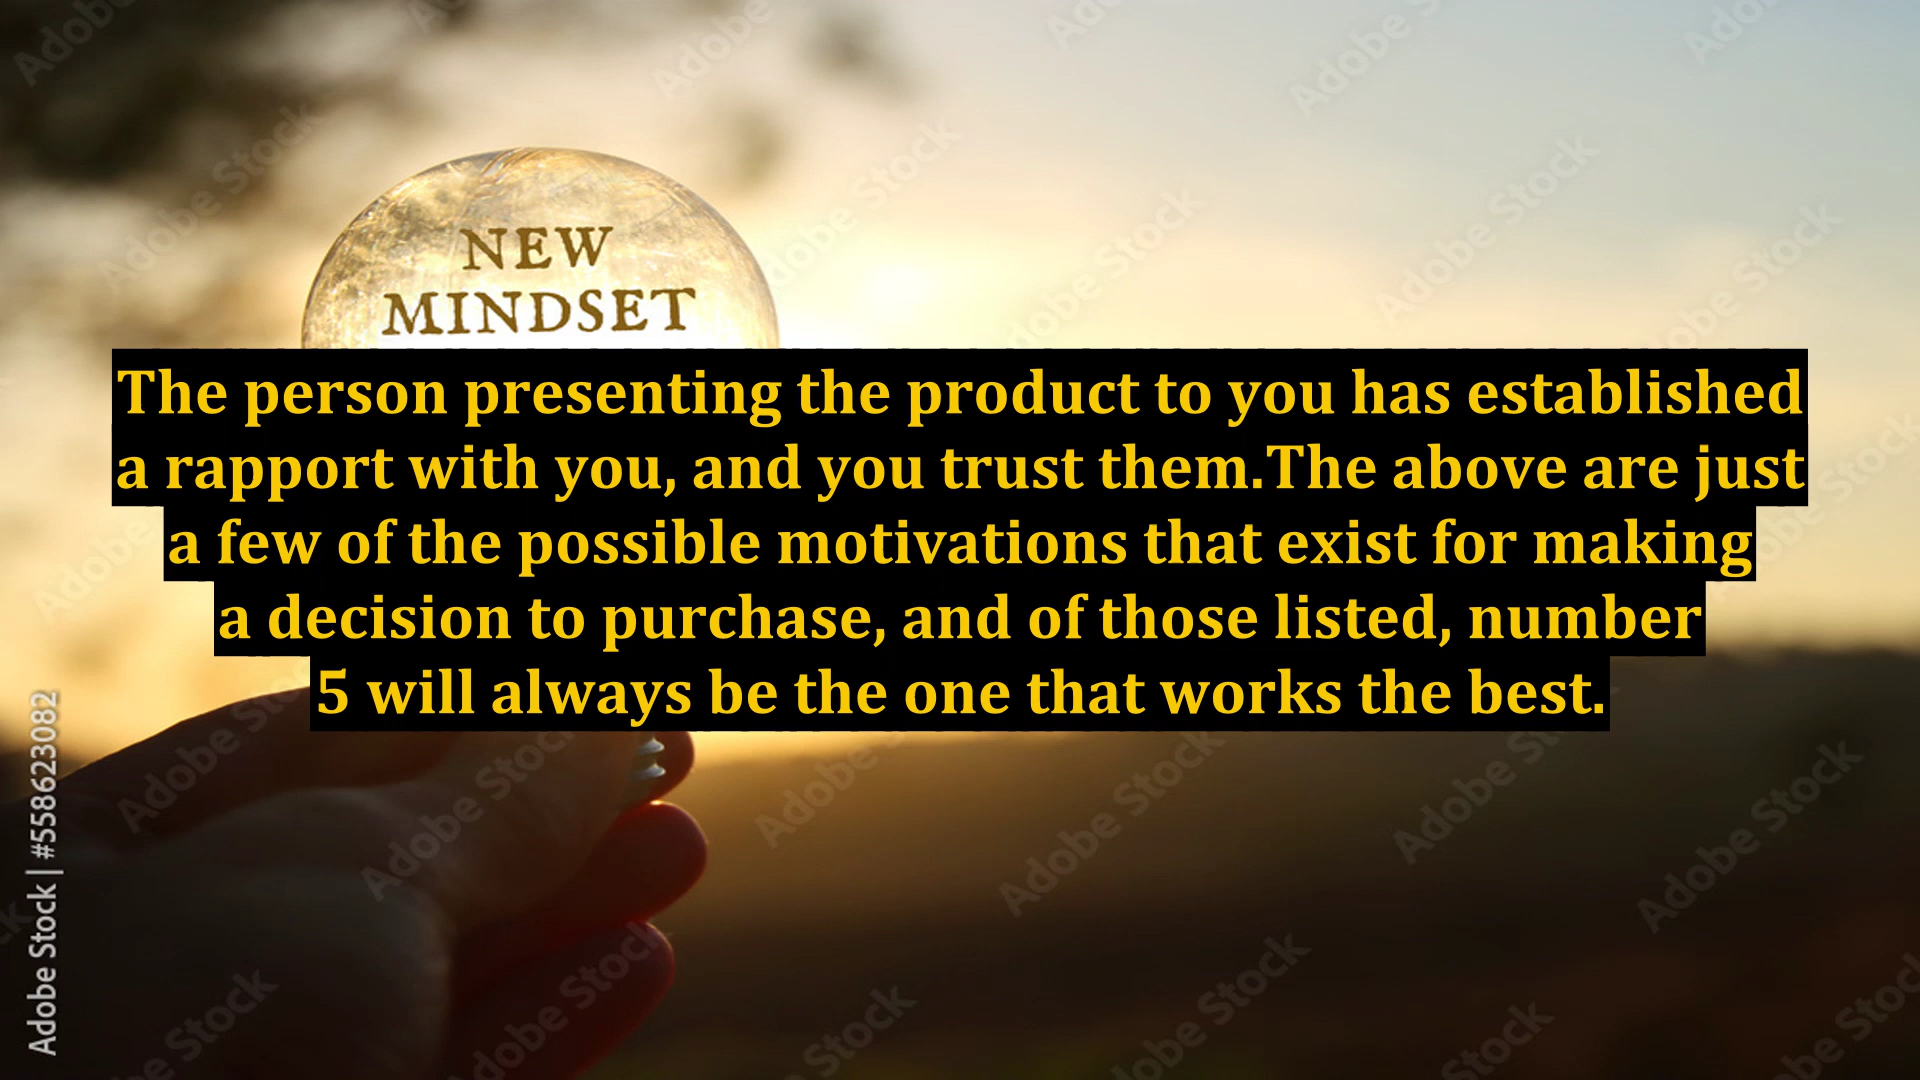 NEW
MINDSET
The person presenting the product to you has established
a rapport with you, and you trust them.The above are just
a few of the possible motivations that exist for making
a decision to purchase, and of those listed, number
5 will always be the one that works the best.
Adobe Stock | #558623082
Adobe Stock